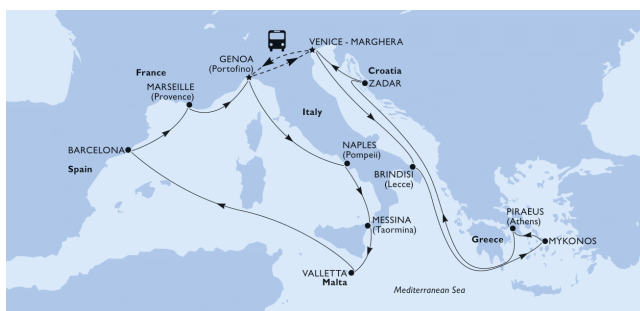 VENICE - MARGHERA
GENOA
(Portofino)
France
MARSEILLE
(Provence)
Croatia
ZADAR
Italy
BARCELONA
Spain
NAPLES
(Pompeii)
BRINDISI
(Lecce)
MESSINA
(Taormina)
PIRAEUS
(Athens)
Greece
MYKONOS
VALLETTA
Malta
Mediterranean Sea